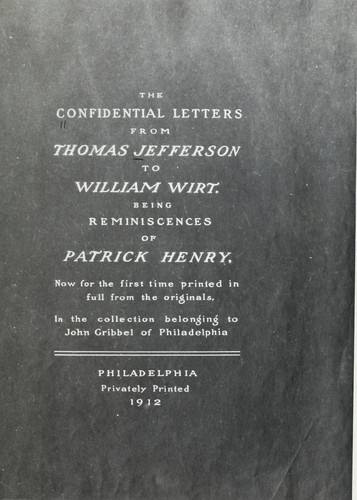 THE
CONFIDENTIAL LETTERS
FROM
THOMAS JEFFERSON
TO
WILLIAM WIRT.
BEING
REMINISCENCES
OF
PATRICK HENRY,
Now for the first time printed in
full from the originals,
In the collection belonging to
John Gribbel of Philadelphia
PHILADELPHIA
Privately Printed
1912